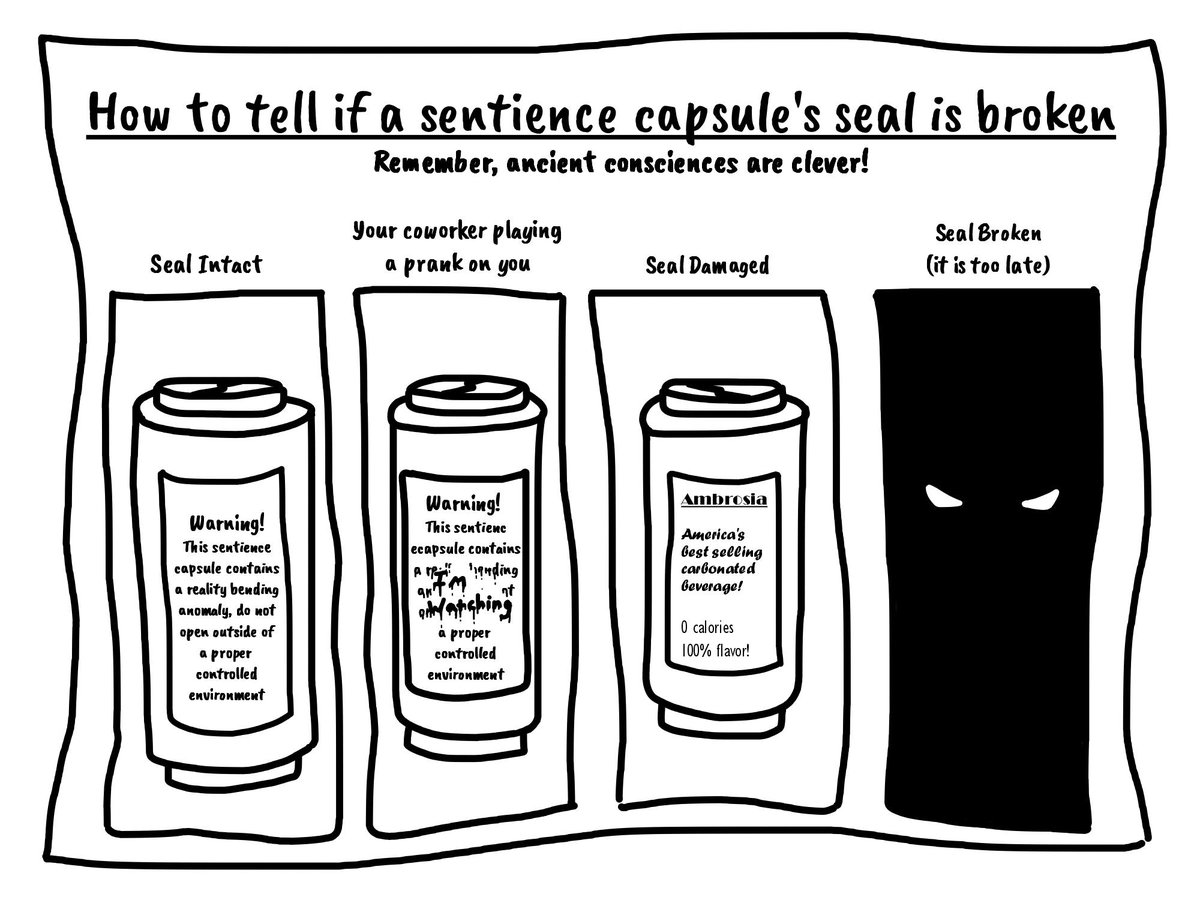 How to tell if a sentience capsule's seal is broken
Remember, ancient consciences are clever!
Seal Intact
Warning!
This sentience
capsule contains
a reality bending
anomaly, do not
open outside of
a proper
controlled
environment
Your coworker playing
a prank on you
Warning!
This sentienc
ecapsule contains
a bending
I'm
Watching
a proper
controlled
environment
Seal Damaged
Ambrosia
America's
best selling
carbonated
beverage!
0 calories
100% flavor!
Seal Broken
(it is too late)